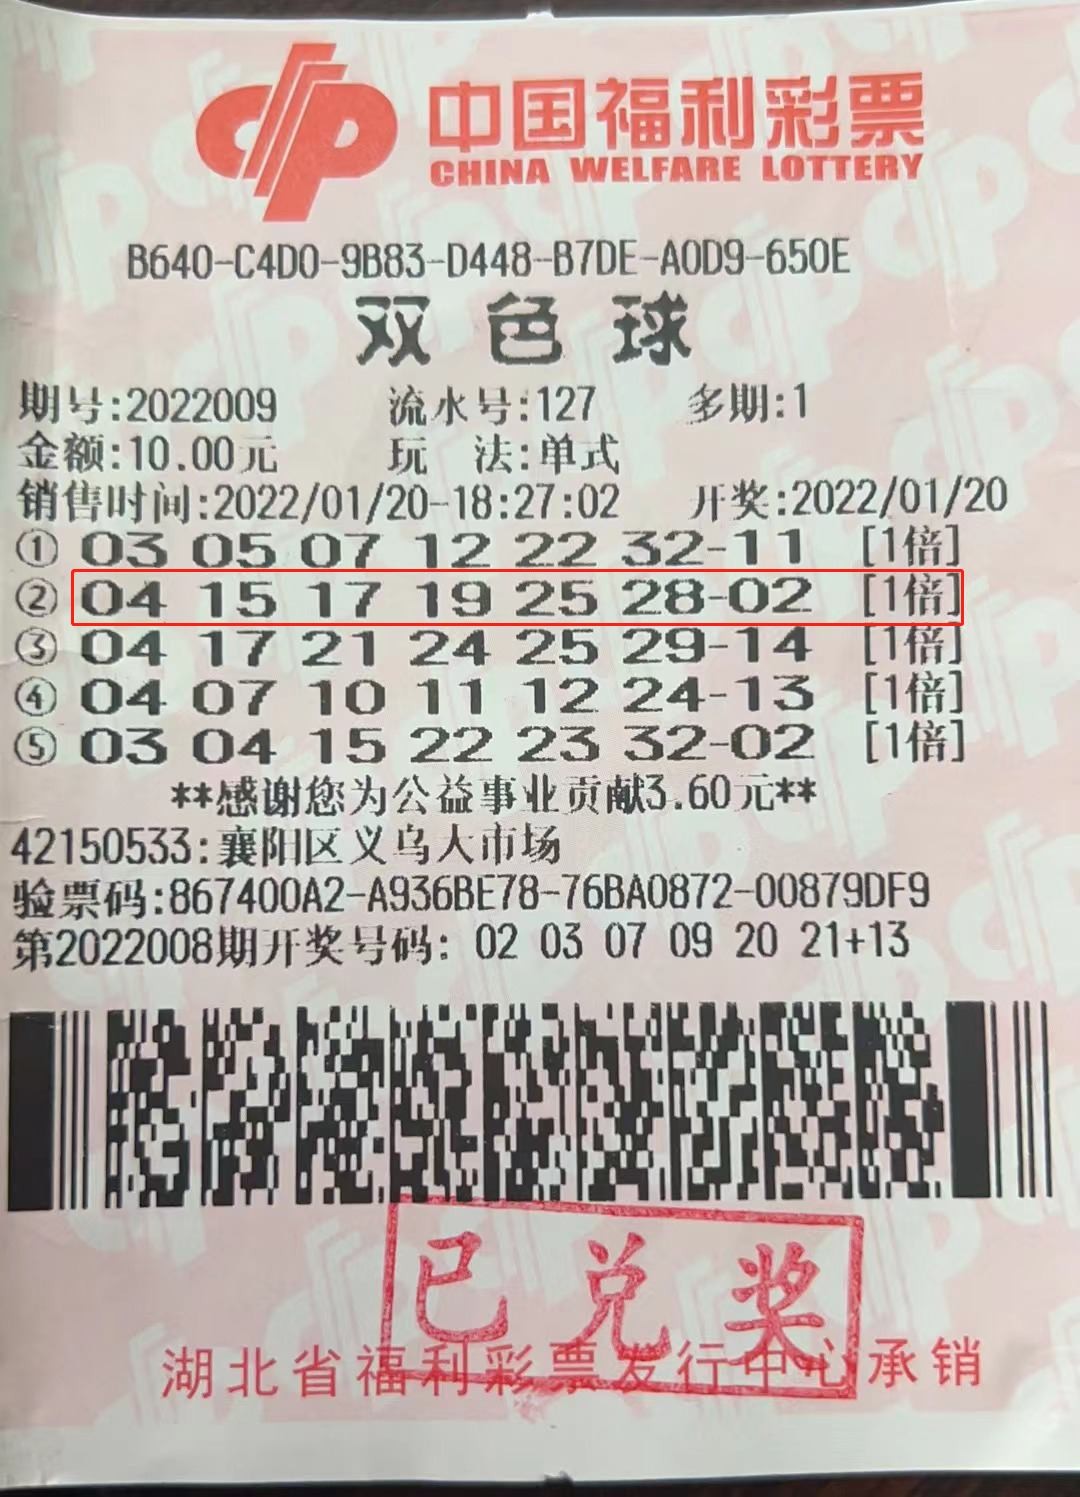 中国福利彩票
CHINA WELFARE LOTTERY
B640-C4D0-9B83-D448-B7DE-A0D9-650E
双色球
期号:2022009 流水号:127 多期:1
金额:10.00元 玩 法:单式
销售时间:2022/01/20-18:27:02 开奖:2022/01/20
① 03 05 07 12 22 32-11 [1倍]
② 04 15 17 19 25 28-02 [1倍]
③ 04 17 21 24 25 29-14 [1倍]
④ 04 07 10 11 12 24-13 [1倍]
⑤ 03 04 15 22 23 32-02 [1倍]
**感谢您为公益事业贡献3.60元**
42150533:襄阳区义乌大市场
验票码:867400A2-A936BE78-76BA0872-00879DF9
第2022008期开奖号码: 02 03 07 09 20 21+13
已兑奖
湖北省福利彩票发行中心承销